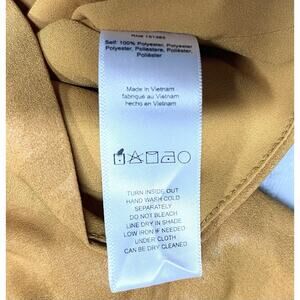 Self: 100% Polyester, Polyester,
Polyester, Poliéstere, Poliéster,
Poliéstre
Made in Vietnam
fabriqué au Vietnam
hecho en Vietnam
TURN INSIDE OUT
HAND WASH COLD
SEPARATELY
DO NOT BLEACH
LINE DRY IN SHADE
LOW IRON IF NEEDED
UNDER CLOTH
CAN BE DRY CLEANED